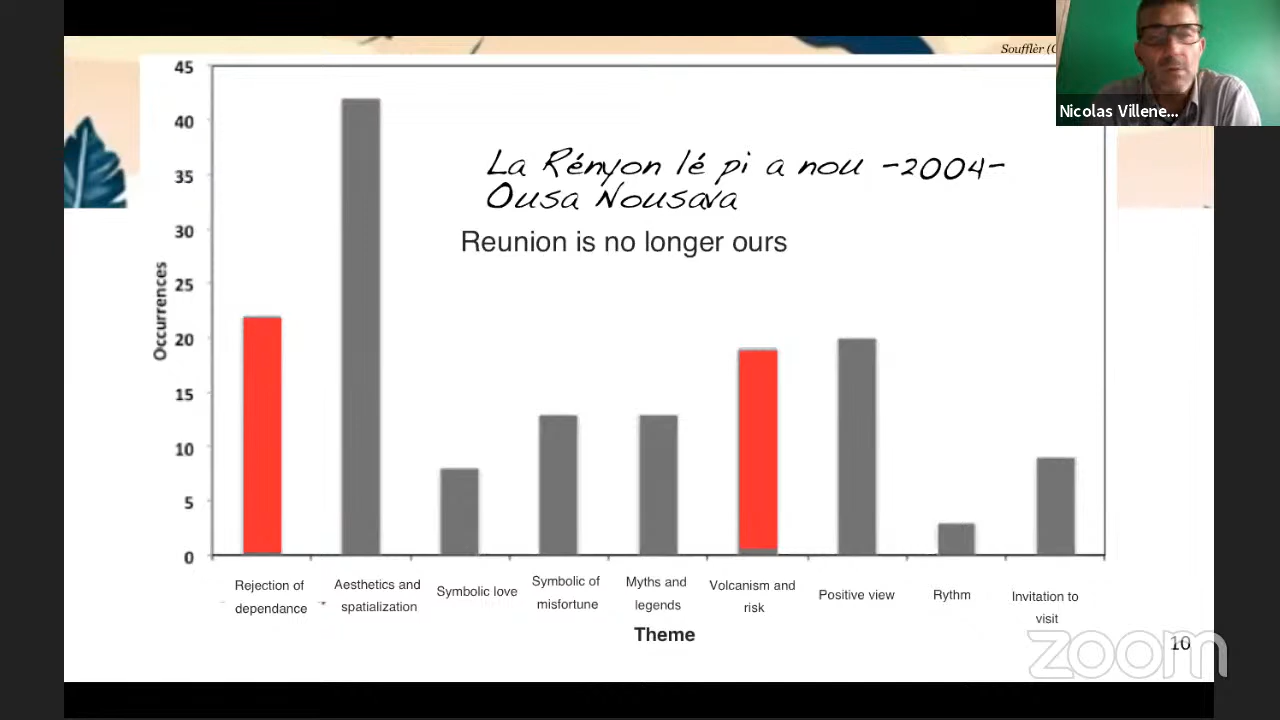 Soufflèr (
Nicolas Villene...
45
40
35
30
25
20
15
10
5
0
Occurrences
La Rényon lé pi a nou -2004-
Ousa Nousava
Reunion is no longer ours
Rejection of
dependance
Aesthetics and
spatialization
Symbolic love
Symbolic of
misfortune
Myths and
legends
Volcanism and
risk
Positive view
Rythm
Invitation to
visit
Theme
zoom
10